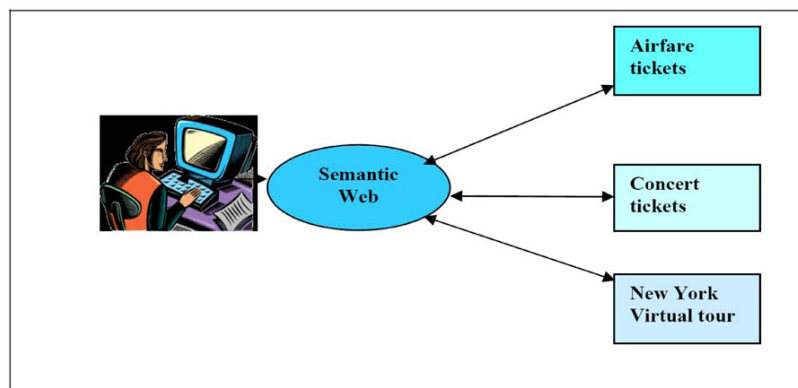 Airfare
tickets
Semantic
Web
Concert
tickets
New York
Virtual tour